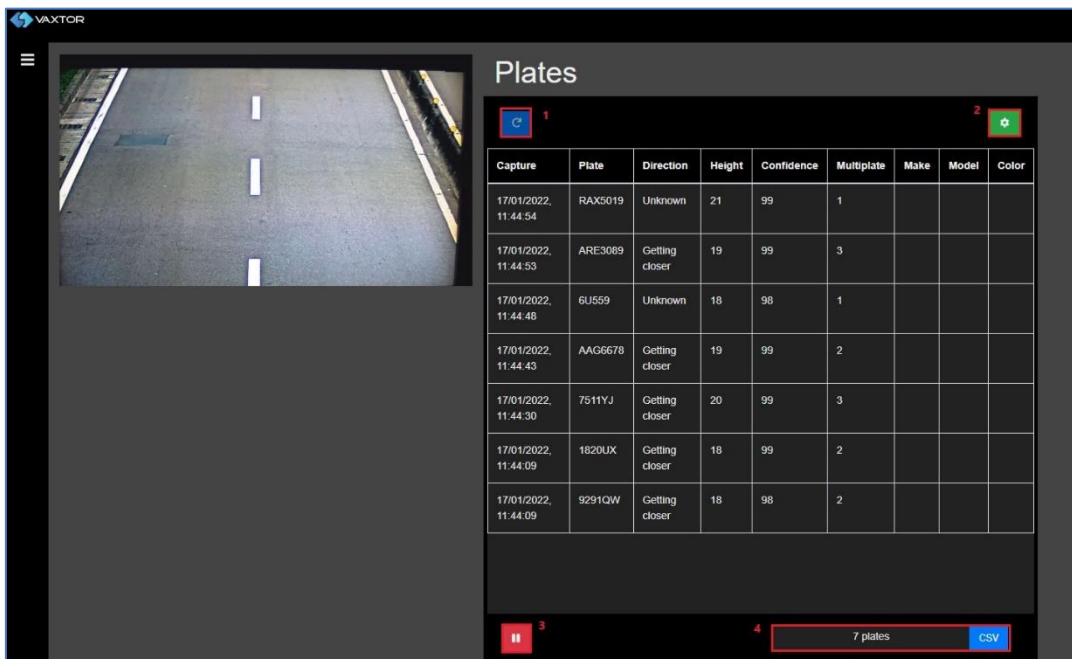 VAXTOR
Plates
1
2
Capture Plate Direction Height Confidence Multiplate Make Model Color
17/01/2022, 11:44:54 RAX5019 Unknown 21 99 1
17/01/2022, 11:44:53 ARE3089 Getting closer 19 99 3
17/01/2022, 11:44:48 6U559 Unknown 18 98 1
17/01/2022, 11:44:43 AAG6678 Getting closer 19 99 2
17/01/2022, 11:44:30 7511YJ Getting closer 20 99 3
17/01/2022, 11:44:09 1820UX Getting closer 18 99 2
17/01/2022, 11:44:09 9291QW Getting closer 18 98 2
3
4
7 plates CSV